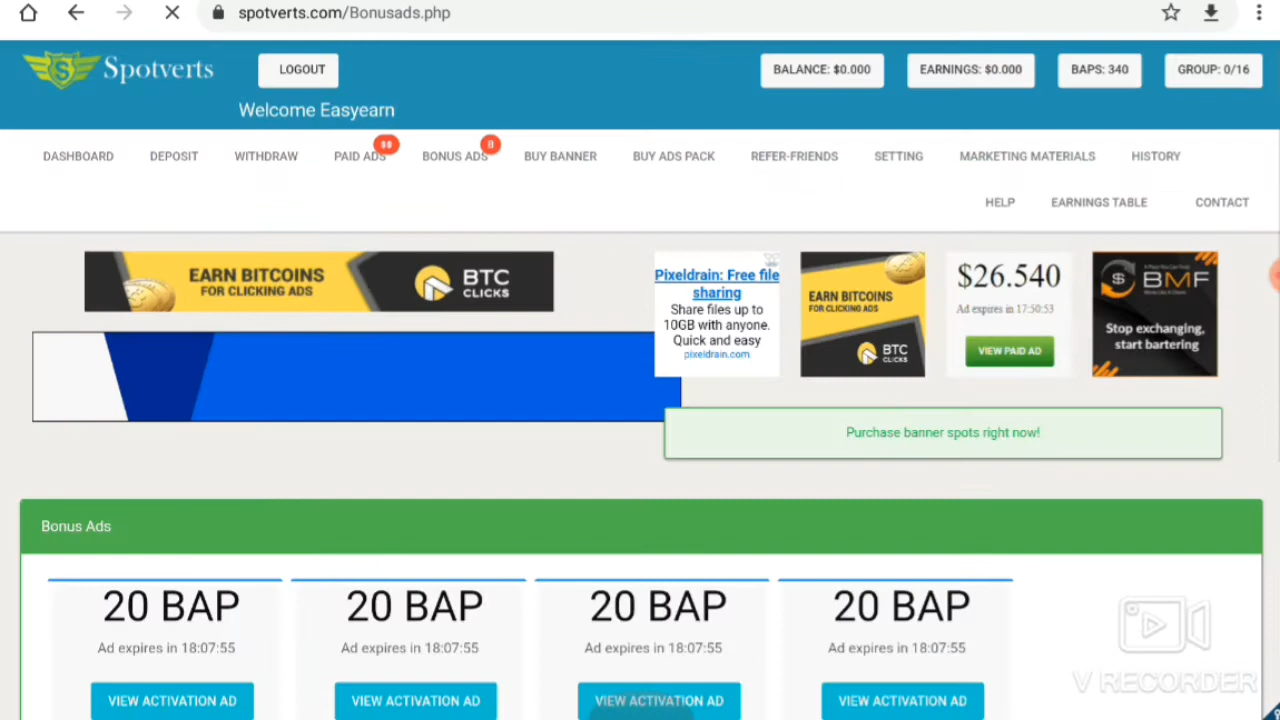 spotverts.com/Bonusads.php
Spotverts
LOGOUT
BALANCE: $0.000
EARNINGS: $0.000
BAPS: 340
GROUP: 0/16
Welcome Easyearn
DASHBOARD
DEPOSIT
WITHDRAW
PAID ADS
BONUS ADS
8
BUY BANNER
BUY ADS PACK
REFER-FRIENDS
SETTING
MARKETING MATERIALS
HISTORY
HELP
EARNINGS TABLE
CONTACT
EARN BITCOINS
FOR CLICKING ADS
BTC
CLICKS
Pixeldrain: Free file
sharing
Share files up to
10GB with anyone.
Quick and easy
pixeldrain.com
EARN BITCOINS
FOR CLICKING ADS
BTC
CLICKS
$26.540
Ad expires in 17:50:53
VIEW PAID AD
BMF
Stop exchanging,
start bartering
Purchase banner spots right now!
Bonus Ads
20 BAP
Ad expires in 18:07:55
VIEW ACTIVATION AD
20 BAP
Ad expires in 18:07:55
VIEW ACTIVATION AD
20 BAP
Ad expires in 18:07:55
VIEW ACTIVATION AD
20 BAP
Ad expires in 18:07:55
VIEW ACTIVATION AD
V RECORDER